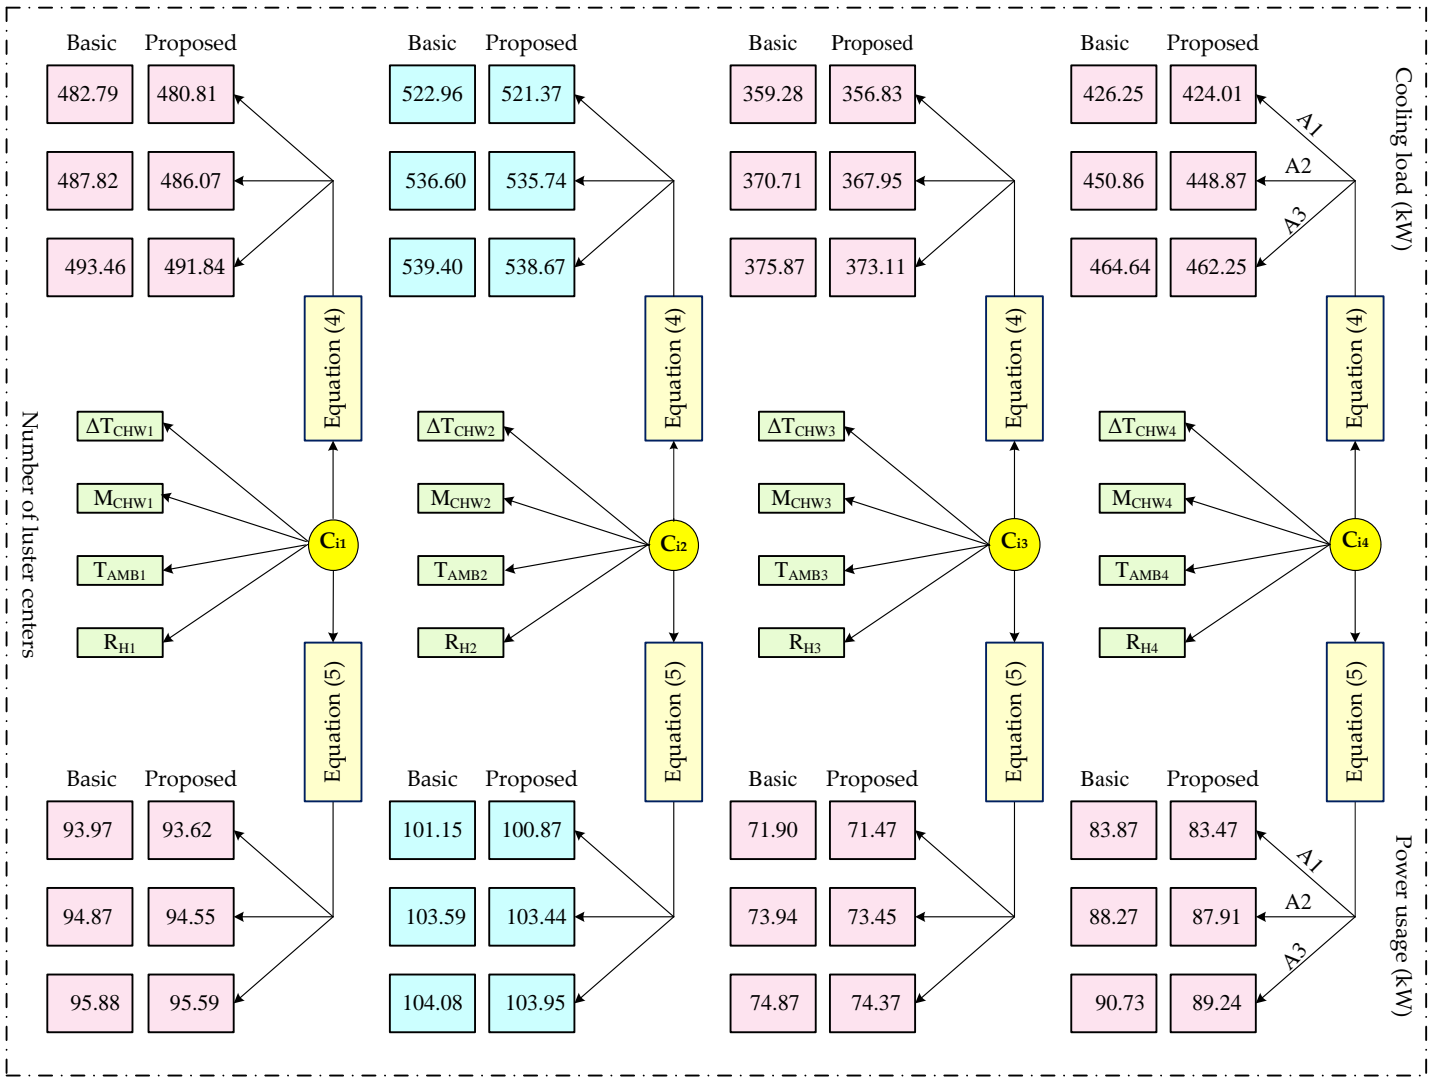 Basic Proposed Basic Proposed Basic Proposed Basic Proposed
482.79 480.81 522.96 521.37 359.28 356.83 426.25 424.01
A1
487.82 486.07 536.60 535.74 370.71 367.95 450.86 448.87
A2
493.46 491.84 539.40 538.67 375.87 373.11 464.64 462.25
A3
Cooling load (kW)
Equation (4) Equation (4) Equation (4) Equation (4)
Number of luster centers
ΔTCHW1 ΔTCHW2 ΔTCHW3 ΔTCHW4
MCHW1 MCHW2 MCHW3 MCHW4
Ci1 Ci2 Ci3 Ci4
TAMB1 TAMB2 TAMB3 TAMB4
RH1 RH2 RH3 RH4
Equation (5) Equation (5) Equation (5) Equation (5)
Basic Proposed Basic Proposed Basic Proposed Basic Proposed
93.97 93.62 101.15 100.87 71.90 71.47 83.87 83.47
A1
94.87 94.55 103.59 103.44 73.94 73.45 88.27 87.91
A2
95.88 95.59 104.08 103.95 74.87 74.37 90.73 89.24
A3
Power usage (kW)